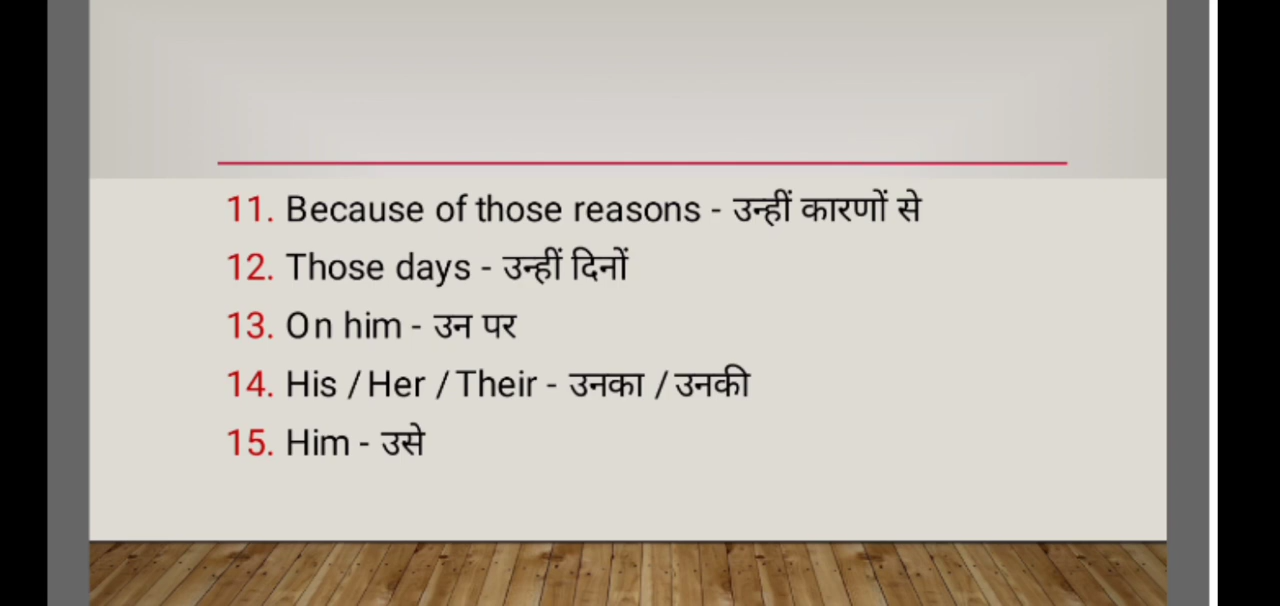 11. Because of those reasons - उन्हीं कारणों से
12. Those days - उन्हीं दिनों
13. On him - उन पर
14. His / Her / Their - उनका / उनकी
15. Him - उसे